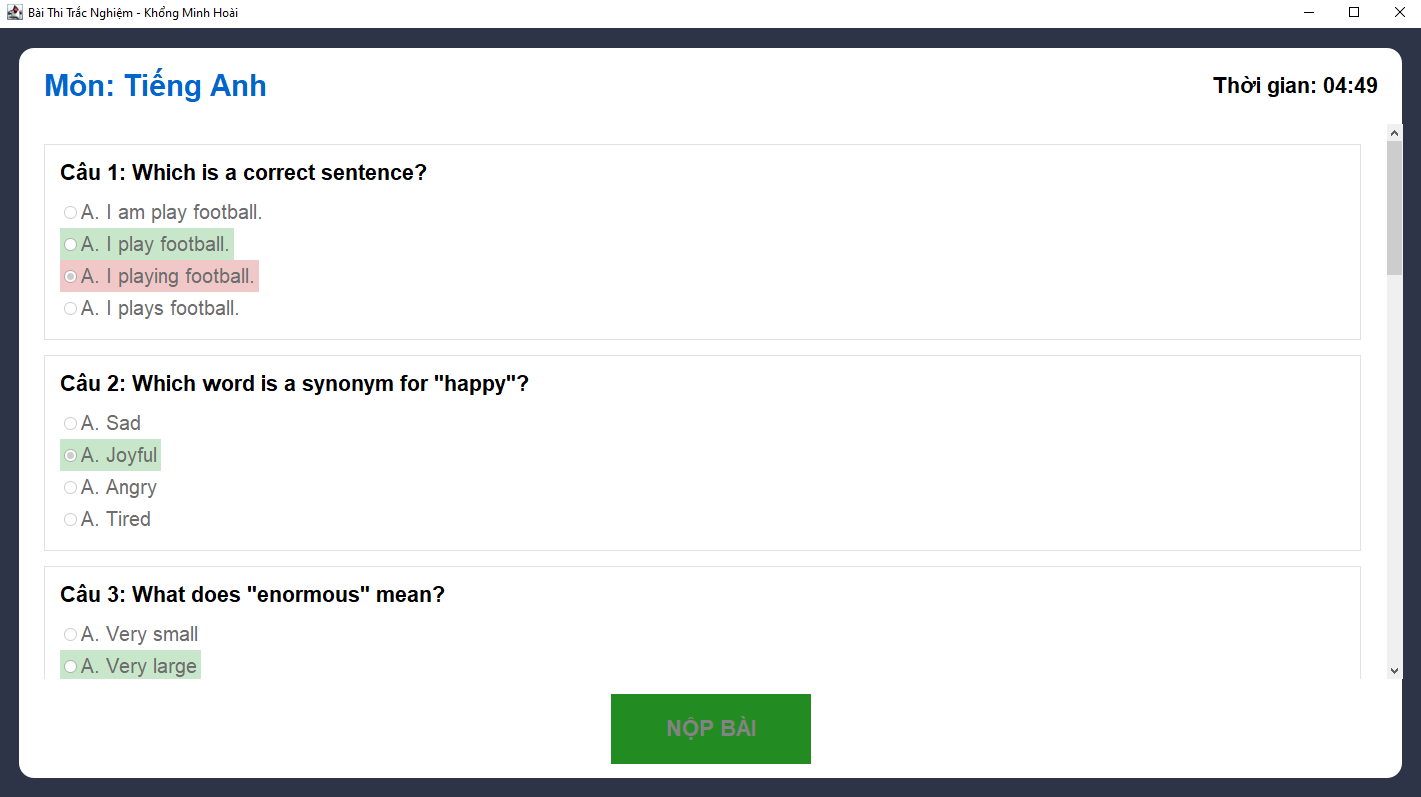 Bài Thi Trắc Nghiệm - Khổng Minh Hoài
Môn: Tiếng Anh
Thời gian: 04:49
Câu 1: Which is a correct sentence?
A. I am play football.
A. I play football.
A. I playing football.
A. I plays football.
Câu 2: Which word is a synonym for "happy"?
A. Sad
A. Joyful
A. Angry
A. Tired
Câu 3: What does "enormous" mean?
A. Very small
A. Very large
NỘP BÀI